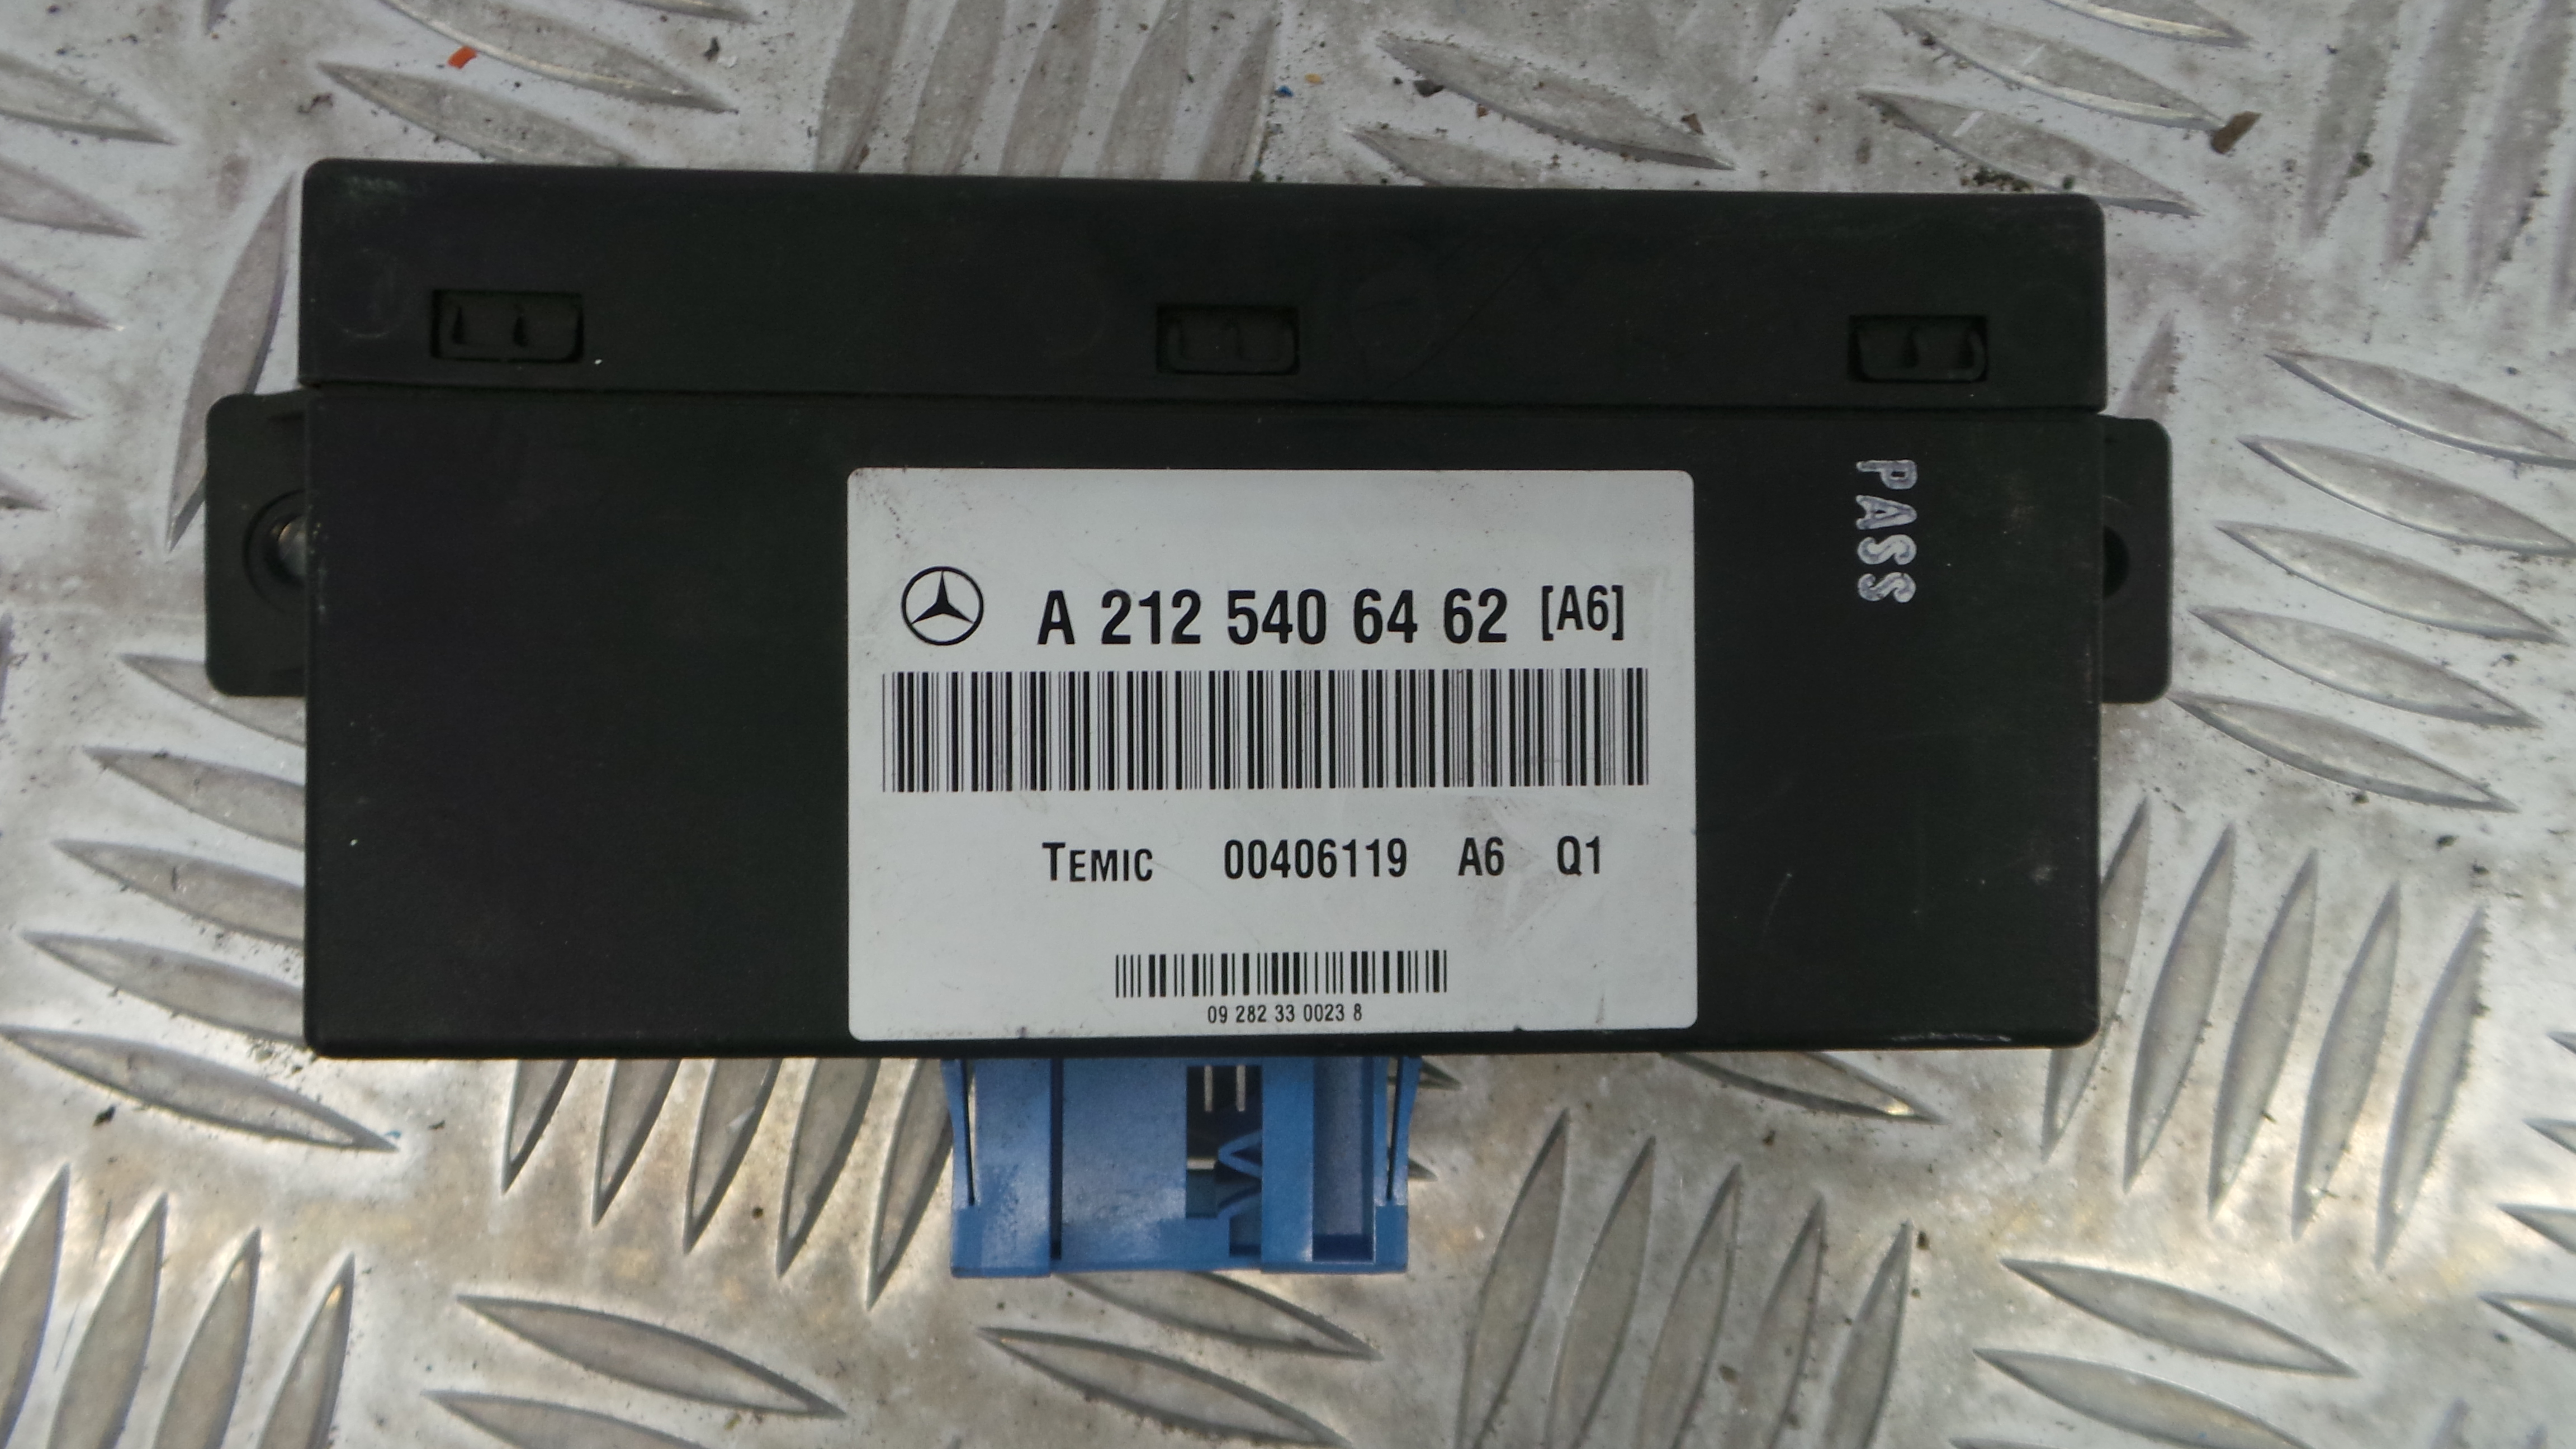 A 212 540 64 62 [A6]
TEMIC 00406119 A6 Q1
09 282 33 0023 8
PASS